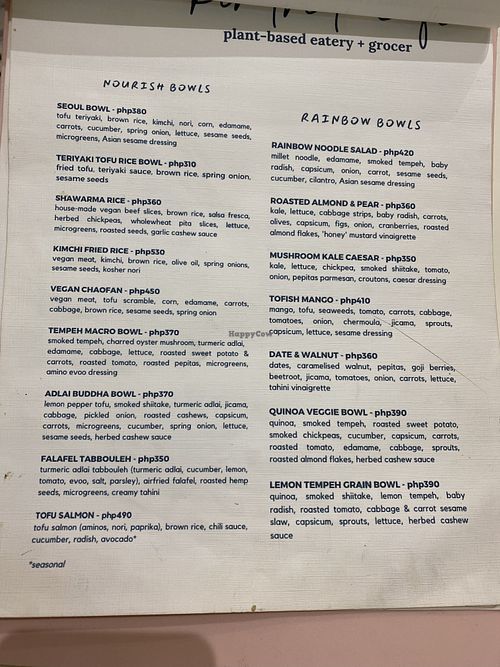 plant-based eatery + grocer
NOURISH BOWLS
SEOUL BOWL - php380
tofu teriyaki, brown rice, kimchi, nori, corn, edamame,
carrots, cucumber, spring onion, lettuce, sesame seeds,
microgreens, Asian sesame dressing
TERIYAKI TOFU RICE BOWL - php310
fried tofu, teriyaki sauce, brown rice, spring onion,
sesame seeds
SHAWARMA RICE - php360
house-made vegan beef slices, brown rice, salsa fresca,
herbed chickpeas, wholewheat pita slices, lettuce,
microgreens, roasted seeds, garlic cashew sauce
KIMCHI FRIED RICE - php530
vegan meat, kimchi, brown rice, olive oil, spring onions,
sesame seeds, kosher nori
VEGAN CHAOFAN - php450
vegan meat, tofu scramble, corn, edamame, carrots,
cabbage, brown rice, sesame seeds, spring onion
TEMPEH MACRO BOWL - php370
smoked tempeh, charred oyster mushroom, turmeric adlai,
edamame, cabbage, lettuce, roasted sweet potato &
carrots, roasted tomato, roasted pepitas, microgreens,
amino evoo dressing
ADLAI BUDDHA BOWL - php370
lemon pepper tofu, smoked shiitake, turmeric adlai, jicama,
cabbage, pickled onion, roasted cashews, capsicum,
carrots, microgreens, cucumber, spring onion, lettuce,
sesame seeds, herbed cashew sauce
FALAFEL TABBOULEH - php350
turmeric adlai tabbouleh (turmeric adlai, cucumber, lemon,
tomato, evoo, salt, parsley), airfried falafel, roasted hemp
seeds, microgreens, creamy tahini
TOFU SALMON - php490
tofu salmon (aminos, nori, paprika), brown rice, chili sauce,
cucumber, radish, avocado*
*seasonal
RAINBOW BOWLS
RAINBOW NOODLE SALAD - php420
millet noodle, edamame, smoked tempeh, baby
radish, capsicum, onion, carrot, sesame seeds,
cucumber, cilantro, Asian sesame dressing
ROASTED ALMOND & PEAR - php360
kale, lettuce, cabbage strips, baby radish, carrots,
olives, capsicum, figs, onion, cranberries, roasted
almond flakes, 'honey' mustard vinaigrette
MUSHROOM KALE CAESAR - php350
kale, lettuce, chickpea, smoked shiitake, tomato,
onion, pepitas parmesan, croutons, caesar dressing
TOFISH MANGO - php410
mango, tofu, seaweeds, tomato, carrots, cabbage,
tomatoes, onion, chermoula, jicama, sprouts,
capsicum, lettuce, sesame dressing
DATE & WALNUT - php360
dates, caramelised walnut, pepitas, goji berries,
beetroot, jicama, tomatoes, onion, carrots, lettuce,
tahini vinaigrette
QUINOA VEGGIE BOWL - php390
quinoa, smoked tempeh, roasted sweet potato,
smoked chickpeas, cucumber, capsicum, carrots,
roasted tomato, edamame, cabbage, sprouts,
roasted almond flakes, herbed cashew sauce
LEMON TEMPEH GRAIN BOWL - php390
quinoa, smoked shiitake, lemon tempeh, baby
radish, roasted tomato, cabbage & carrot sesame
slaw, capsicum, sprouts, lettuce, herbed cashew
sauce
HappyCow